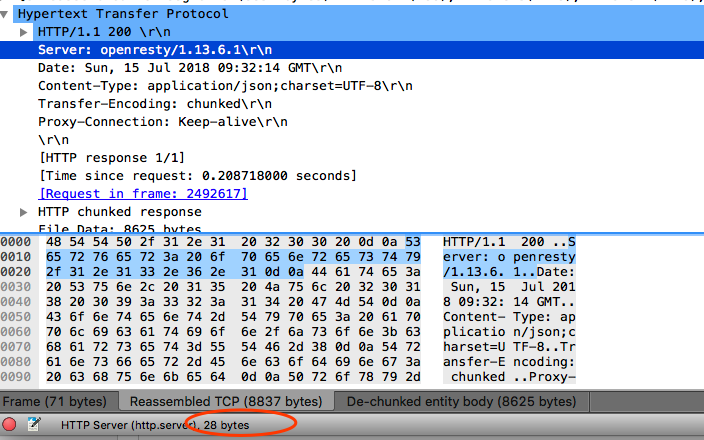 Hypertext Transfer Protocol
HTTP/1.1 200 \r\n
Server: openresty/1.13.6.1\r\n
Date: Sun, 15 Jul 2018 09:32:14 GMT\r\n
Content-Type: application/json;charset=UTF-8\r\n
Transfer-Encoding: chunked\r\n
Proxy-Connection: Keep-alive\r\n
\r\n
[HTTP response 1/1]
[Time since request: 0.208718000 seconds]
[Request in frame: 2492617]
HTTP chunked response
File Data: 8625 bytes
0000 48 54 54 50 2f 31 2e 31 20 32 30 30 20 0d 0a 53 HTTP/1.1 200 ..S
0010 65 72 76 65 72 3a 20 6f 70 65 6e 72 65 73 74 79 erver: o penresty
0020 2f 31 2e 31 33 2e 36 2e 31 0d 0a 44 61 74 65 3a /1.13.6. 1..Date:
0030 20 53 75 6e 2c 20 31 35 20 4a 75 6c 20 32 30 31 Sun, 15 Jul 201
0040 38 20 30 39 3a 33 32 3a 31 34 20 47 4d 54 0d 0a 8 09:32: 14 GMT..
0050 43 6f 6e 74 65 6e 74 2d 54 79 70 65 3a 20 61 70 Content- Type: ap
0060 70 6c 69 63 61 74 69 6f 6e 2f 6a 73 6f 6e 3b 63 plicatio n/json;c
0070 68 61 72 73 65 74 3d 55 54 46 2d 38 0d 0a 54 72 harset=U TF-8..Tr
0080 61 6e 73 66 65 72 2d 45 6e 63 6f 64 69 6e 67 3a ansfer-E ncoding:
0090 20 63 68 75 6e 6b 65 64 0d 0a 50 72 6f 78 79 2d chunked ..Proxy-
Frame (71 bytes) Reassembled TCP (8837 bytes) De-chunked entity body (8625 bytes)
HTTP Server (http.server), 28 bytes